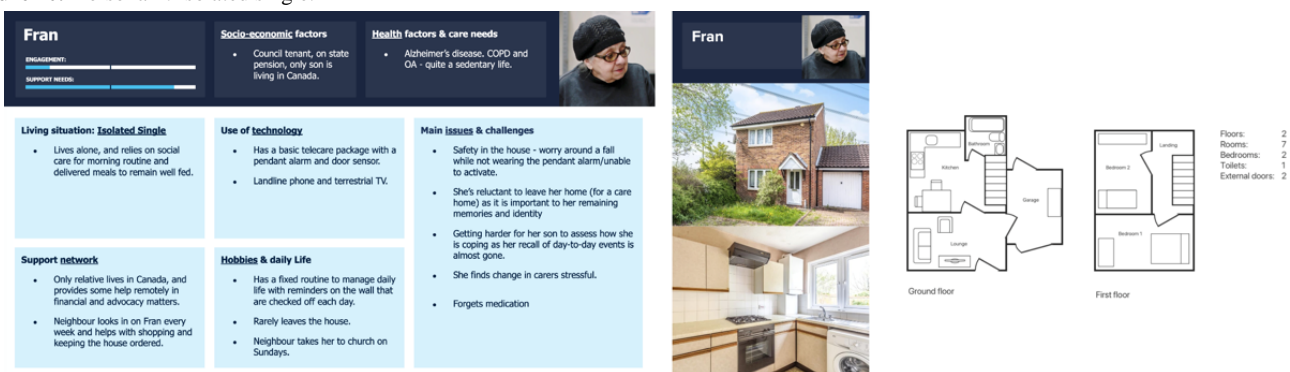 Fran
ENGAGEMENT:
SUPPORT NEEDS:
Socio-economic factors
• Council tenant, on state
pension, only son is
living in Canada.
Health factors & care needs
• Alzheimer's disease. COPD and
OA - quite a sedentary life.
Living situation: Isolated Single
• Lives alone, and relies on social
care for morning routine and
delivered meals to remain well fed.
Use of technology
• Has a basic telecare package with a
pendant alarm and door sensor.
• Landline phone and terrestrial TV.
Main issues & challenges
• Safety in the house - worry around a fall
while not wearing the pendant alarm/unable
to activate.
• She's reluctant to leave her home (for a care
home) as it is important to her remaining
memories and identity
• Getting harder for her son to assess how she
is coping as her recall of day-to-day events is
almost gone.
• She finds change in carers stressful.
• Forgets medication
Support network
• Only relative lives in Canada, and
provides some help remotely in
financial and advocacy matters.
• Neighbour looks in on Fran every
week and helps with shopping and
keeping the house ordered.
Hobbies & daily Life
• Has a fixed routine to manage daily
life with reminders on the wall that
are checked off each day.
• Rarely leaves the house.
• Neighbour takes her to church on
Sundays.
Fran
Kitchen
Bathroom
Garage
Lounge
Ground floor
Bedroom 2
Landing
Bedroom 1
First floor
Floors: 2
Rooms: 7
Bedrooms: 2
Toilets: 1
External doors: 2